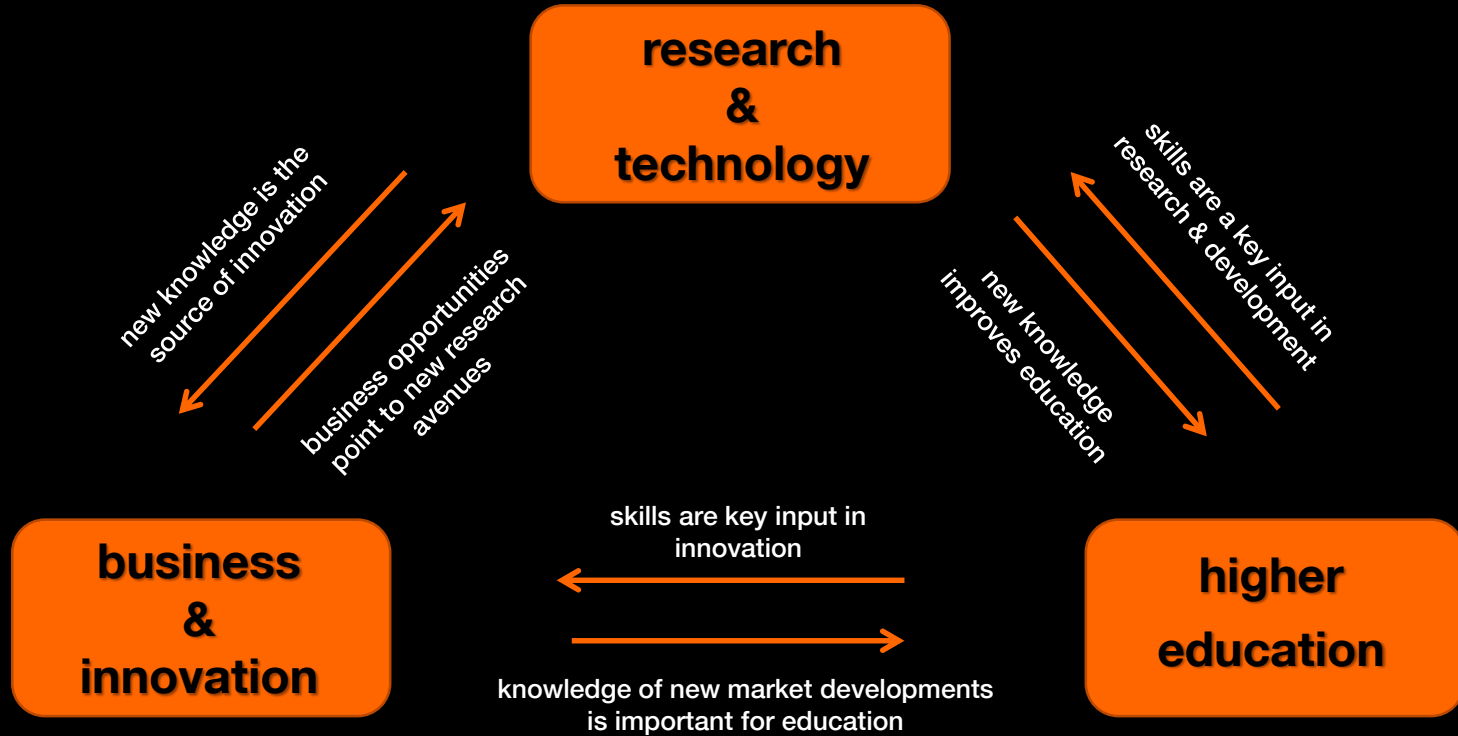 research
&
technology
new knowledge is the
source of innovation
business opportunities
point to new research
avenues
skills are a key input in
research & development
new knowledge
improves education
business
&
innovation
skills are key input in
innovation
knowledge of new market developments
is important for education
higher
education